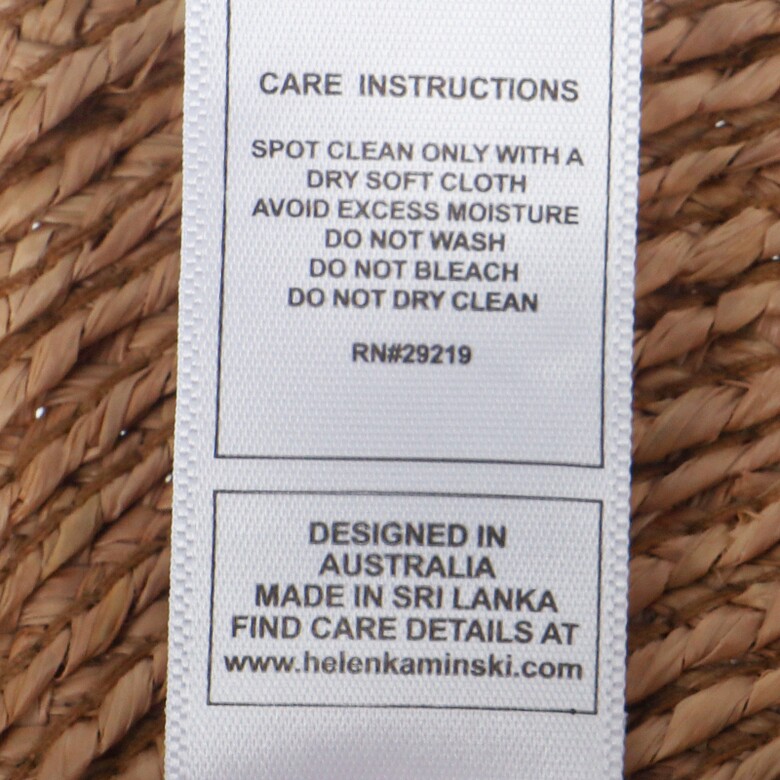 CARE INSTRUCTIONS
SPOT CLEAN ONLY WITH A
DRY SOFT CLOTH
AVOID EXCESS MOISTURE
DO NOT WASH
DO NOT BLEACH
DO NOT DRY CLEAN
RN#29219
DESIGNED IN
AUSTRALIA
MADE IN SRI LANKA
FIND CARE DETAILS AT
www.helenkaminski.com